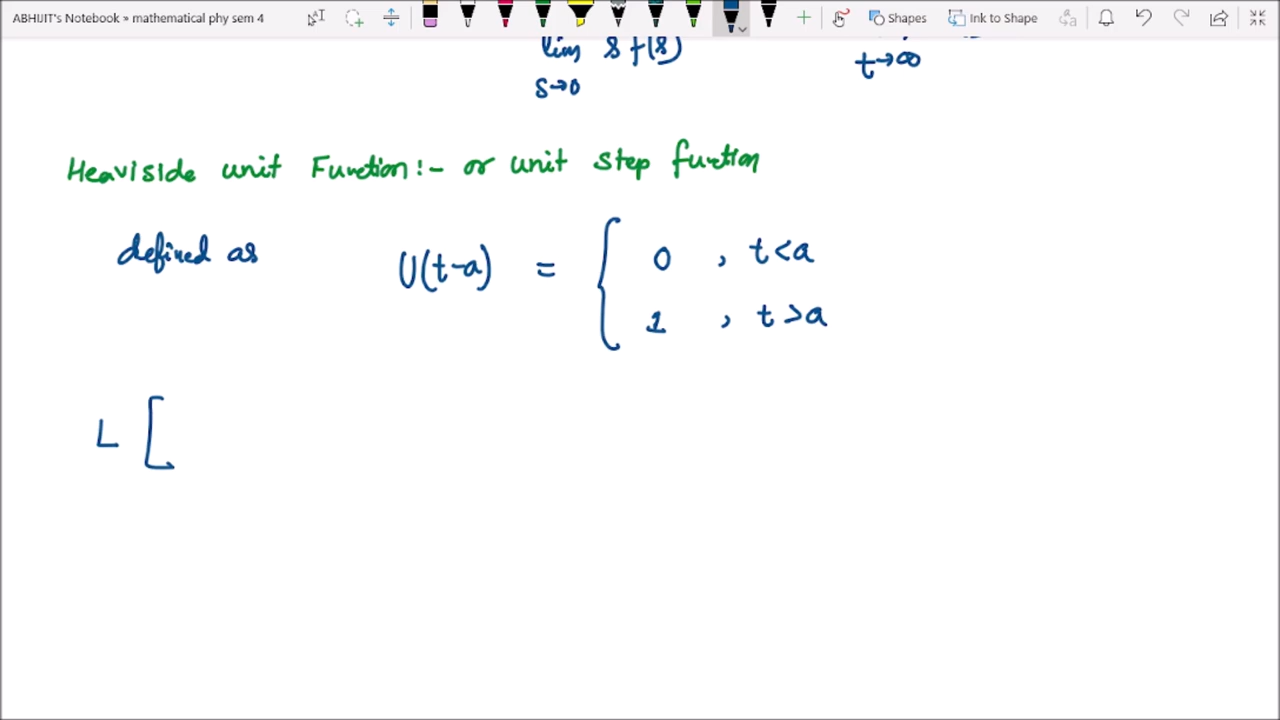 ABHIJIT's Notebook » mathematical phy sem 4
Shapes
Ink to Shape
lim s f(s)
s→0
t→∞
Heaviside unit Function:- or unit step function
defined as U(t-a) = { 0 , t<a
1 , t>a
L [